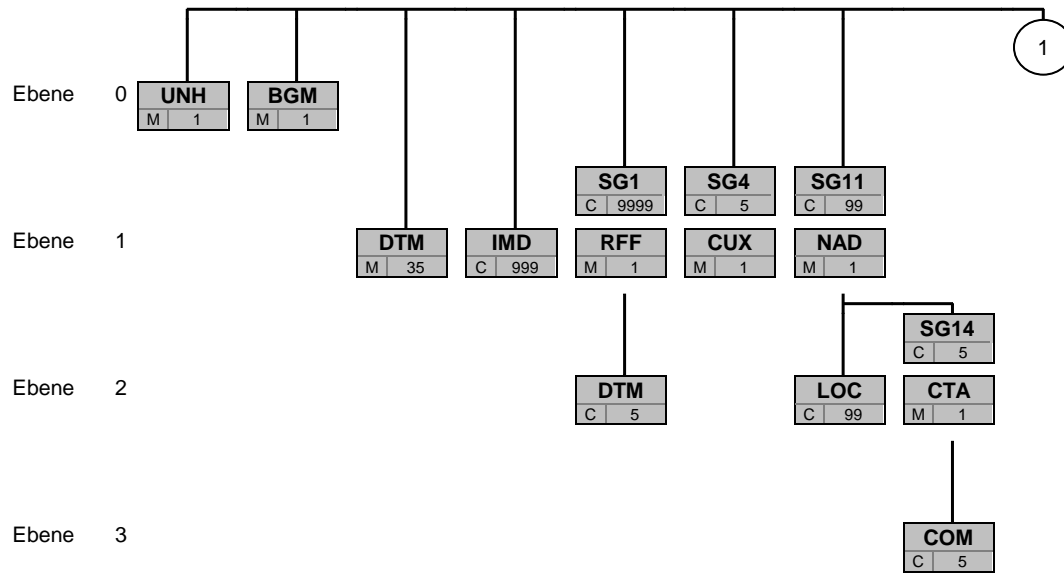 1
Ebene 0 UNH BGM
M 1 M 1
SG1 SG4 SG11
C 9999 C 5 C 99
Ebene 1 DTM IMD RFF CUX NAD
M 35 C 999 M 1 M 1 M 1
SG14
C 5
Ebene 2 DTM LOC CTA
C 5 C 99 M 1
Ebene 3 COM
C 5